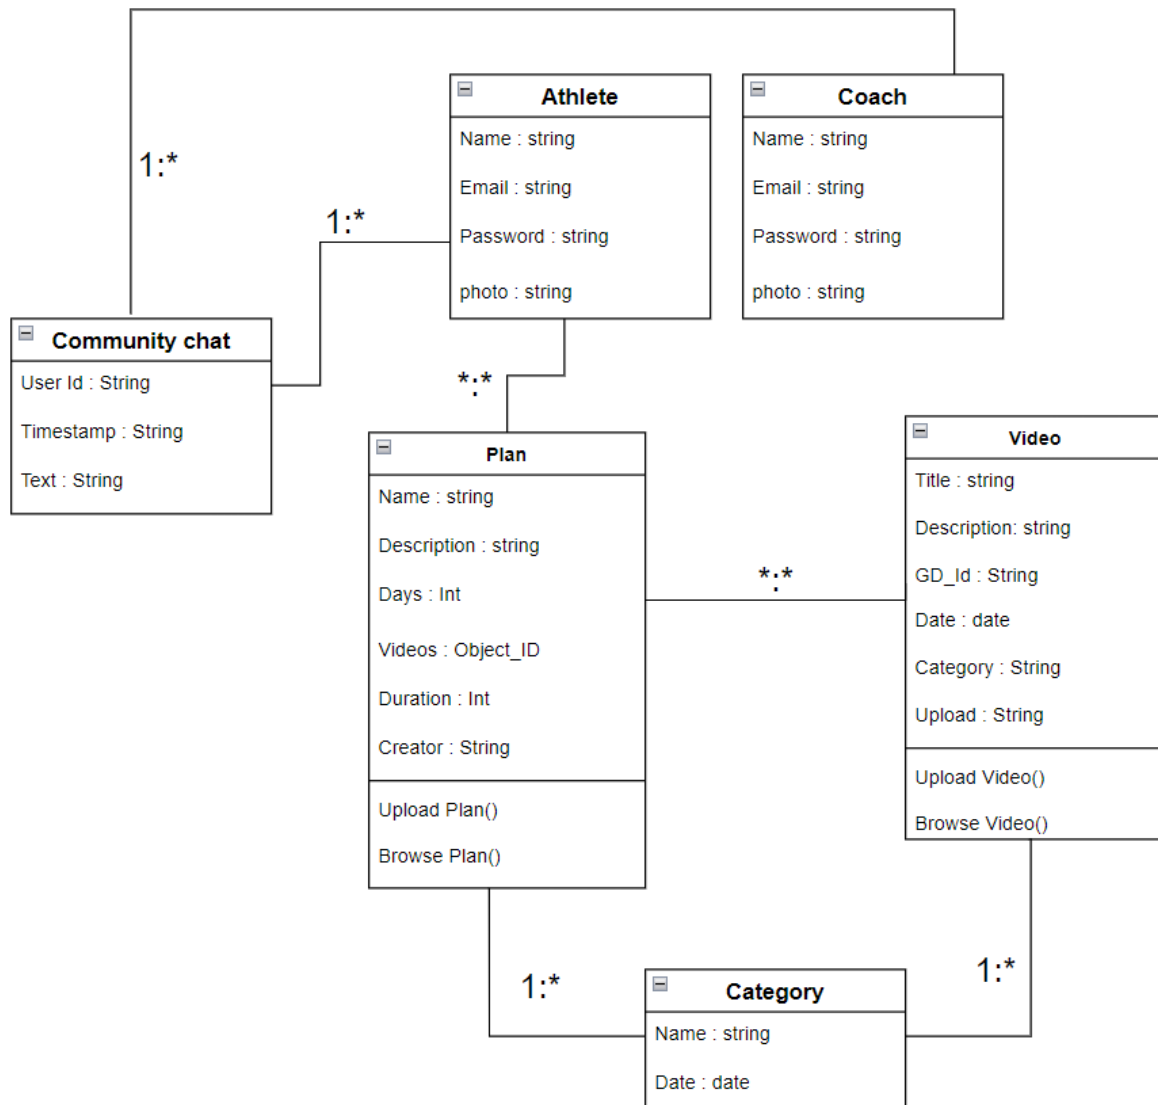 Athlete
Name : string
Email : string
Password : string
photo : string
Coach
Name : string
Email : string
Password : string
photo : string
1:*
1:*
Community chat
User Id : String
Timestamp : String
Text : String
*:*
Plan
Name : string
Description : string
Days : Int
Videos : Object_ID
Duration : Int
Creator : String
Upload Plan()
Browse Plan()
*:*
Video
Title : string
Description: string
GD_Id : String
Date : date
Category : String
Upload : String
Upload Video()
Browse Video()
1:*
1:*
Category
Name : string
Date : date